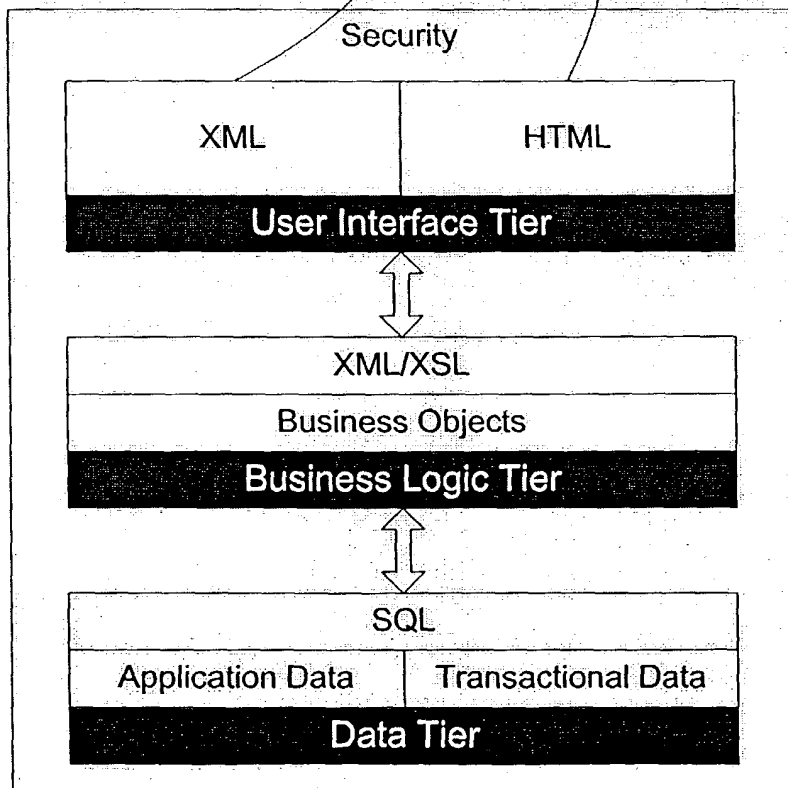 Security
XML HTML
User Interface Tier
XML/XSL
Business Objects
Business Logic Tier
SQL
Application Data Transactional Data
Data Tier